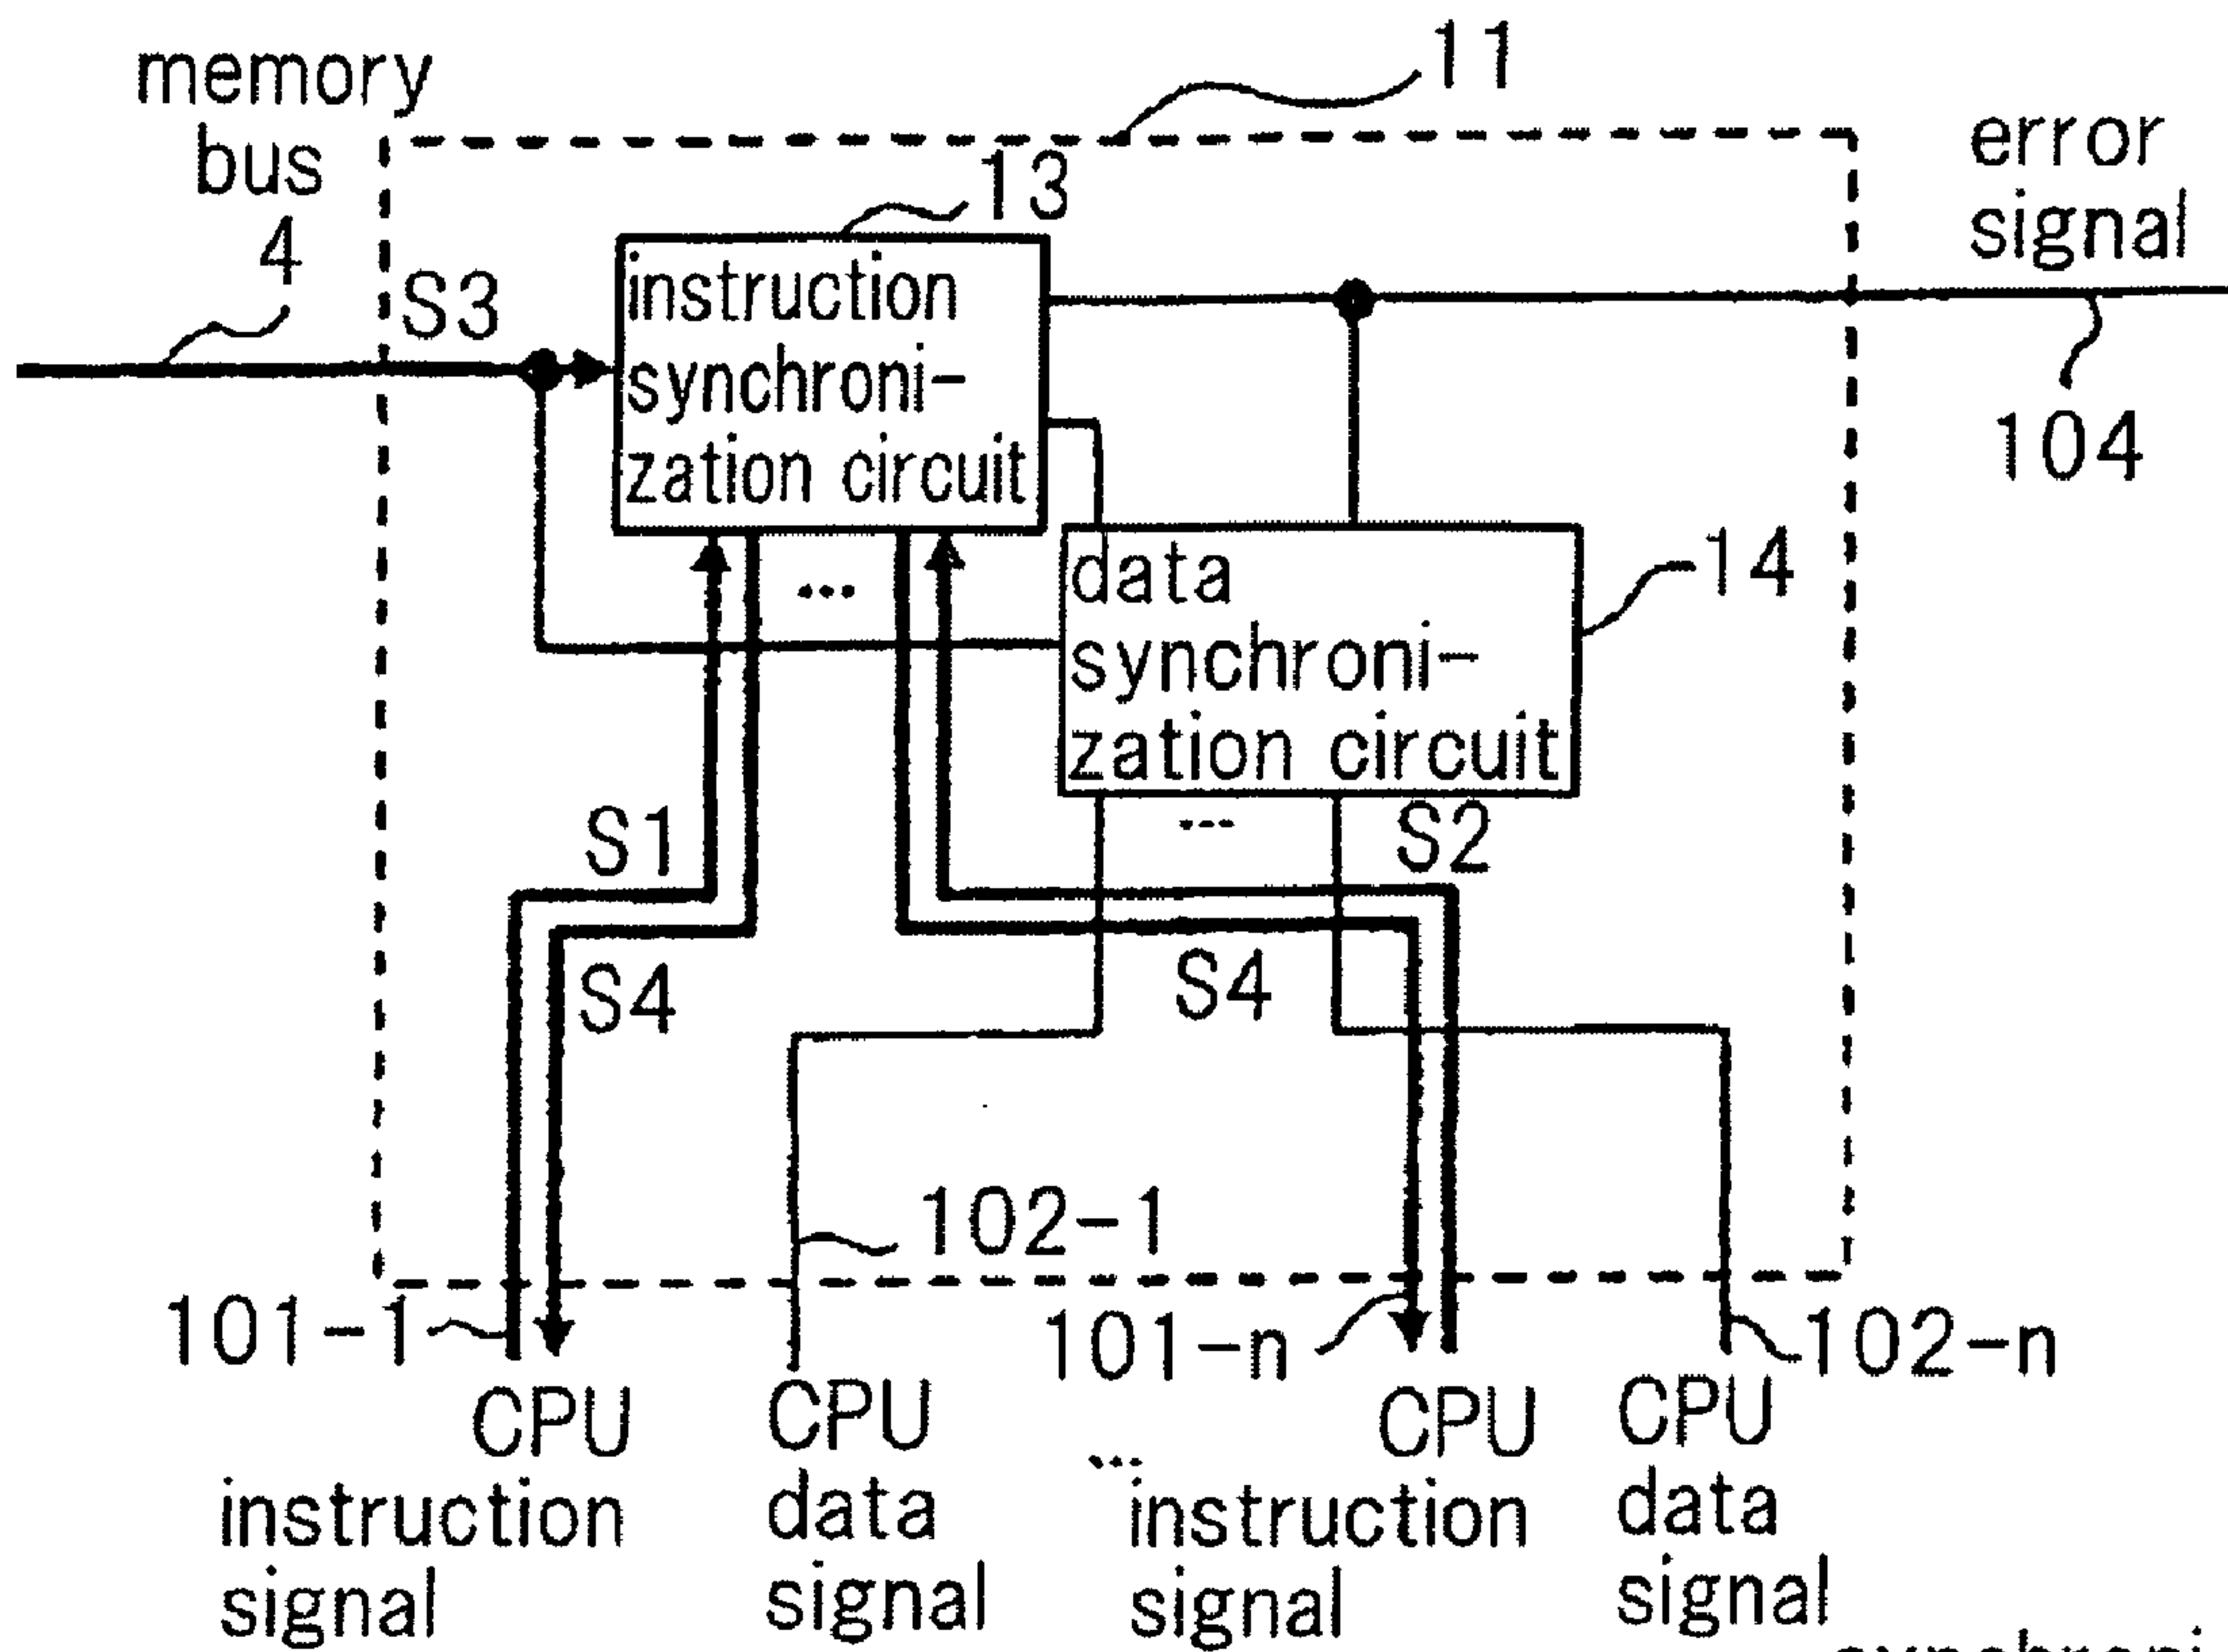 memory
bus
4
11
error
signal
104
13
S3
instruction
synchroni-
zation circuit
...
14
data
synchroni-
zation circuit
...
S1
S2
S4
S4
102-1
101-1
101-n
102-n
CPU
instruction
signal
CPU
data
signal
...
CPU
instruction
signal
CPU
data
signal